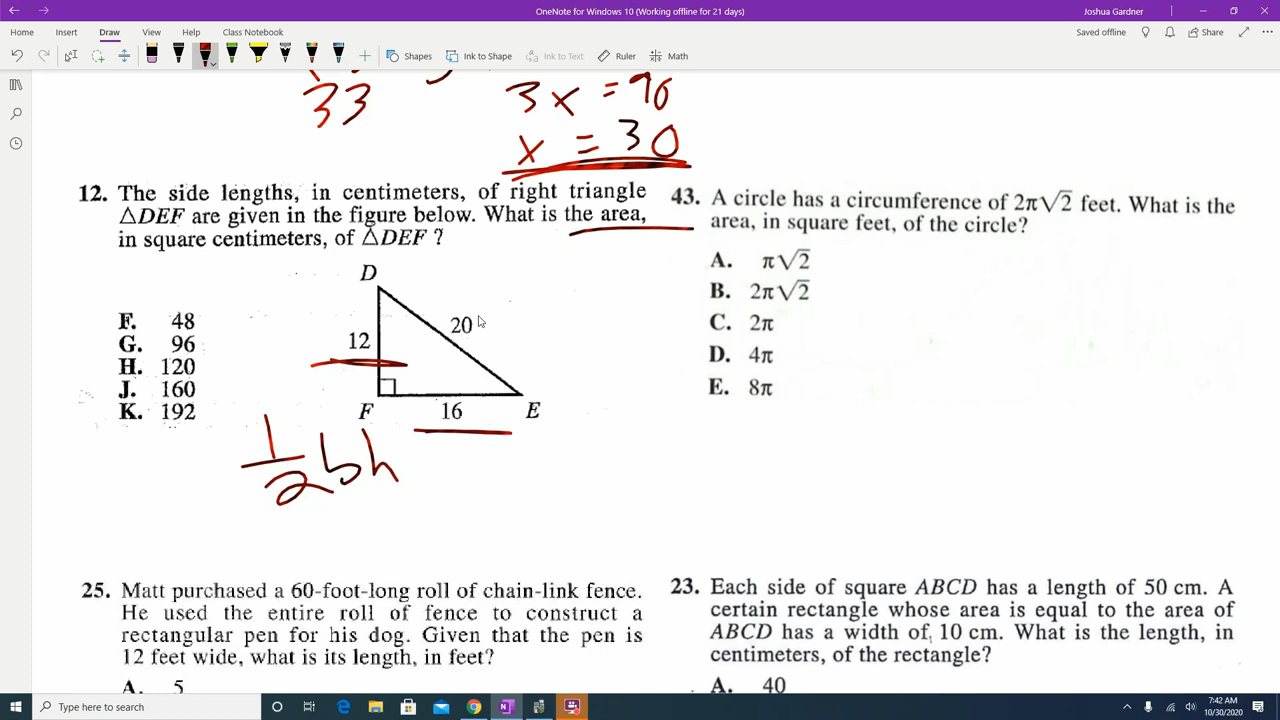 OneNote for Windows 10 (Working offline for 21 days)
Joshua Gardner
Home Insert Draw View Help Class Notebook
Saved offline
Share
Shapes Ink to Shape Ink to Text Ruler Math
33
3x = 90
x = 30
12. The side lengths, in centimeters, of right triangle
△DEF are given in the figure below. What is the area,
in square centimeters, of △DEF ?
D
20
12
F 16 E
F. 48
G. 96
H. 120
J. 160
K. 192
1/2 bh
43. A circle has a circumference of 2π√2 feet. What is the
area, in square feet, of the circle?
A. π√2
B. 2π√2
C. 2π
D. 4π
E. 8π
25. Matt purchased a 60-foot-long roll of chain-link fence.
He used the entire roll of fence to construct a
rectangular pen for his dog. Given that the pen is
12 feet wide, what is its length, in feet?
A. 5
23. Each side of square ABCD has a length of 50 cm. A
certain rectangle whose area is equal to the area of
ABCD has a width of 10 cm. What is the length, in
centimeters, of the rectangle?
A. 40
Type here to search
7:42 AM
10/30/2020